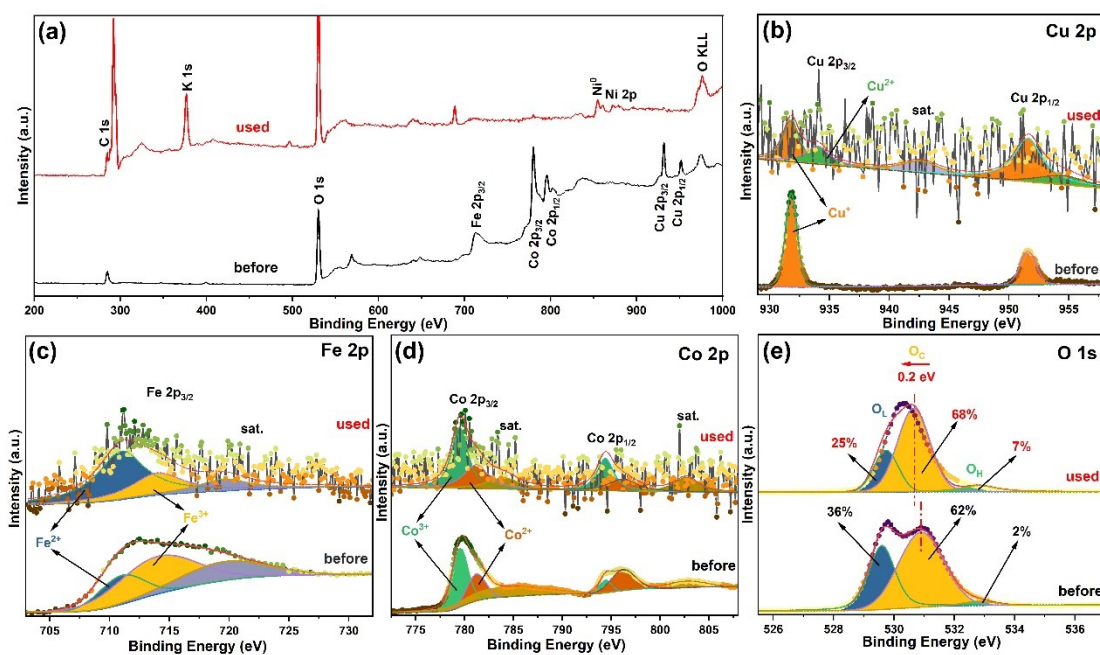 (a)
Intensity (a.u.)
C 1s
K 1s
used
Ni⁰
Ni 2p
O KLL
O 1s
Fe 2p3/2
Co 2p3/2
Co 2p1/2
Cu 2p3/2
Cu 2p1/2
before
200 300 400 500 600 700 800 900 1000
Binding Energy (eV)
(b)
Cu 2p
Intensity (a.u.)
Cu 2p3/2
Cu²⁺
sat.
Cu 2p1/2
used
Cu⁺
before
930 935 940 945 950 955
Binding Energy (eV)
(c)
Fe 2p
Intensity (a.u.)
Fe 2p3/2
used
sat.
Fe³⁺
Fe²⁺
before
705 710 715 720 725 730
Binding Energy (eV)
(d)
Co 2p
Intensity (a.u.)
used
Co 2p3/2
sat.
sat.
Co 2p1/2
Co³⁺
Co²⁺
before
775 780 785 790 795 800 805
Binding Energy (eV)
(e)
O 1s
Intensity (a.u.)
OC
0.2 eV
OL
68%
25%
OH
7%
used
36%
62%
2%
before
526 528 530 532 534 536
Binding Energy (eV)